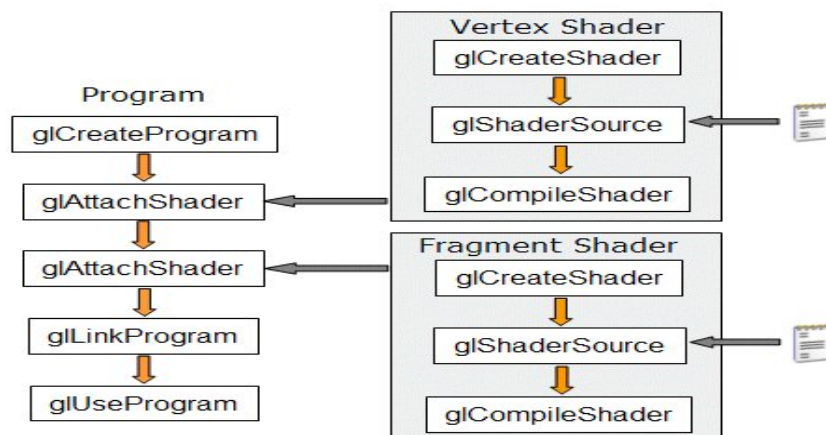 Program
glCreateProgram
glAttachShader
glAttachShader
glLinkProgram
glUseProgram
Vertex Shader
glCreateShader
glShaderSource
glCompileShader
Fragment Shader
glCreateShader
glShaderSource
glCompileShader